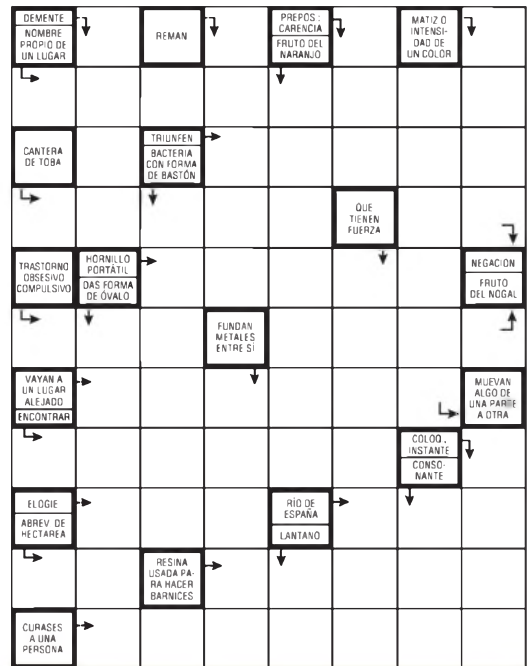 DEMENTE
NOMBRE
PROPIO DE
UN LUGAR
REMAN
PREPOS.:
CARENCIA
FRUTO DEL
NARANJO
MATIZ O
INTENSI-
DAD DE
UN COLOR
CANTERA
DE TOBA
TRIUNFEN
BACTERIA
CON FORMA
DE BASTÓN
QUE
TIENEN
FUERZA
TRASTORNO
OBSESIVO
COMPULSIVO
HORNILLO
PORTÁTIL
DAS FORMA
DE ÓVALO
NEGACIÓN
FRUTO
DEL NOGAL
FUNDAN
METALES
ENTRE SÍ
VAYAN A
UN LUGAR
ALEJADO
ENCONTRAR
MUEVAN
ALGO DE
UNA PARTE
A OTRA
COLOQ.,
INSTANTE
CONSO-
NANTE
ELOGIE
ABREV. DE
HECTÁREA
RÍO DE
ESPAÑA
LANTANO
RESINA
USADA PA-
RA HACER
BARNICES
CURASES
A UNA
PERSONA